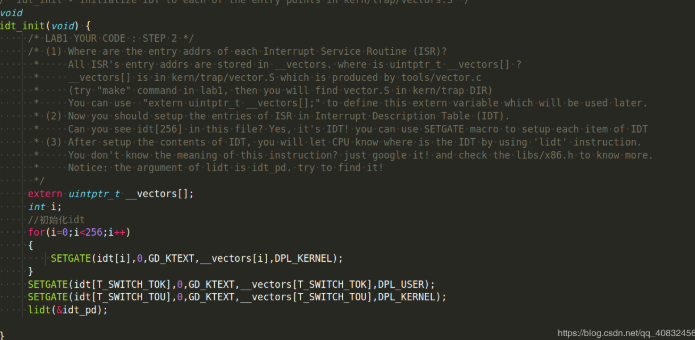 /* idt_init - initialize IDT to each of the entry points in kern/trap/vectors.S */
void
idt_init(void) {
/* LAB1 YOUR CODE : STEP 2 */
/* (1) Where are the entry addrs of each Interrupt Service Routine (ISR)?
*     All ISR's entry addrs are stored in __vectors. where is uintptr_t __vectors[] ?
*     __vectors[] is in kern/trap/vector.S which is produced by tools/vector.c
*     (try "make" command in lab1, then you will find vector.S in kern/trap DIR)
*     You can use  "extern uintptr_t __vectors[];" to define this extern variable which will be used later.
* (2) Now you should setup the entries of ISR in Interrupt Description Table (IDT).
*     Can you see idt[256] in this file? Yes, it's IDT! you can use SETGATE macro to setup each item of IDT
* (3) After setup the contents of IDT, you will let CPU know where is the IDT by using 'lidt' instruction.
*     You don't know the meaning of this instruction? just google it! and check the libs/x86.h to know more.
*     Notice: the argument of lidt is idt_pd. try to find it!
*/
extern uintptr_t __vectors[];
int i;
//初始化idt
for(i=0;i<256;i++)
{
SETGATE(idt[i],0,GD_KTEXT,__vectors[i],DPL_KERNEL);
}
SETGATE(idt[T_SWITCH_TOK],0,GD_KTEXT,__vectors[T_SWITCH_TOK],DPL_USER);
SETGATE(idt[T_SWITCH_TOU],0,GD_KTEXT,__vectors[T_SWITCH_TOU],DPL_KERNEL);
lidt(&idt_pd);
}
https://blog.csdn.net/qq_40832456